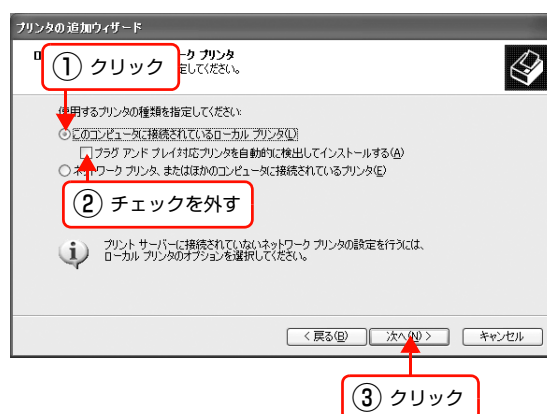 プリンタの追加ウィザード
ロ
ーク プリンタ
定してください。
① クリック
使用するプリンタの種類を指定してください:
このコンピュータに接続されているローカル プリンタ(L)
プラグ アンド プレイ対応プリンタを自動的に検出してインストールする(A)
ネットワーク プリンタ、またはほかのコンピュータに接続されているプリンタ(E)
② チェックを外す
プリント サーバーに接続されていないネットワーク プリンタの設定を行うには、
ローカル プリンタのオプションを選択してください。
< 戻る(B)
次へ(N) >
キャンセル
③ クリック